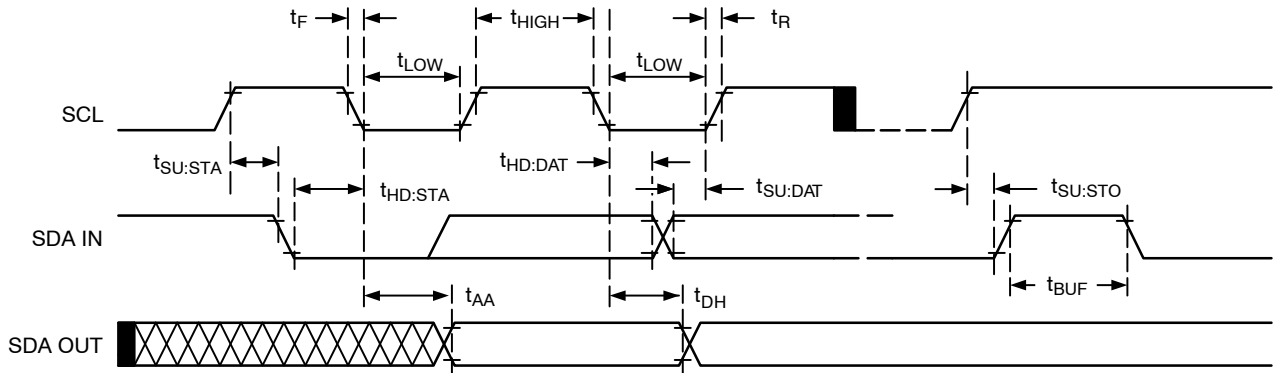 tF
tHIGH
tR
tLOW
tLOW
SCL
tSU:STA
tHD:STA
tHD:DAT
tSU:DAT
tSU:STO
SDA IN
tBUF
tAA
tDH
SDA OUT